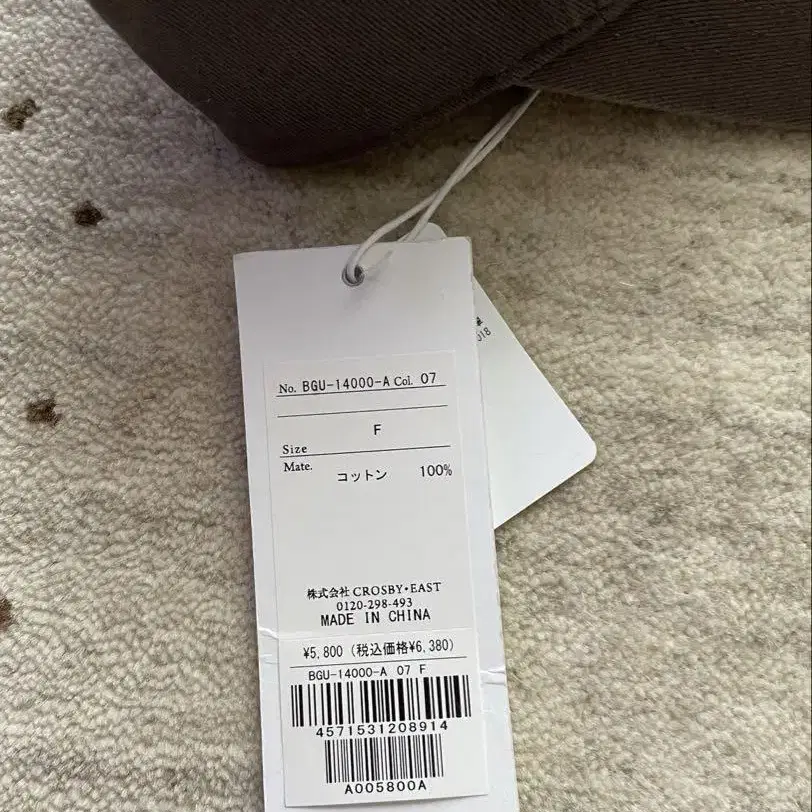 No. BGU-14000-A Col. 07
F
Size
Mate.
コットン 100%
株式会社 CROSBY・EAST
0120-298-493
MADE IN CHINA
¥5,800 (税込価格¥6,380)
BGU-14000-A 07 F
4571531208914
A005800A
018